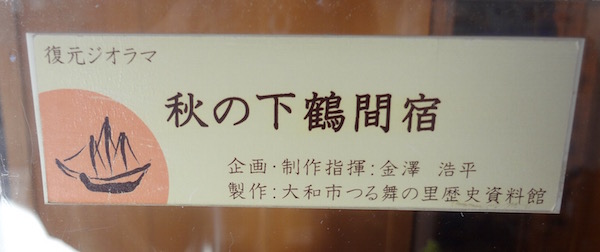 復元ジオラマ
秋の下鶴間宿
企画・制作指揮：金澤 浩平
製作：大和市つる舞の里歴史資料館